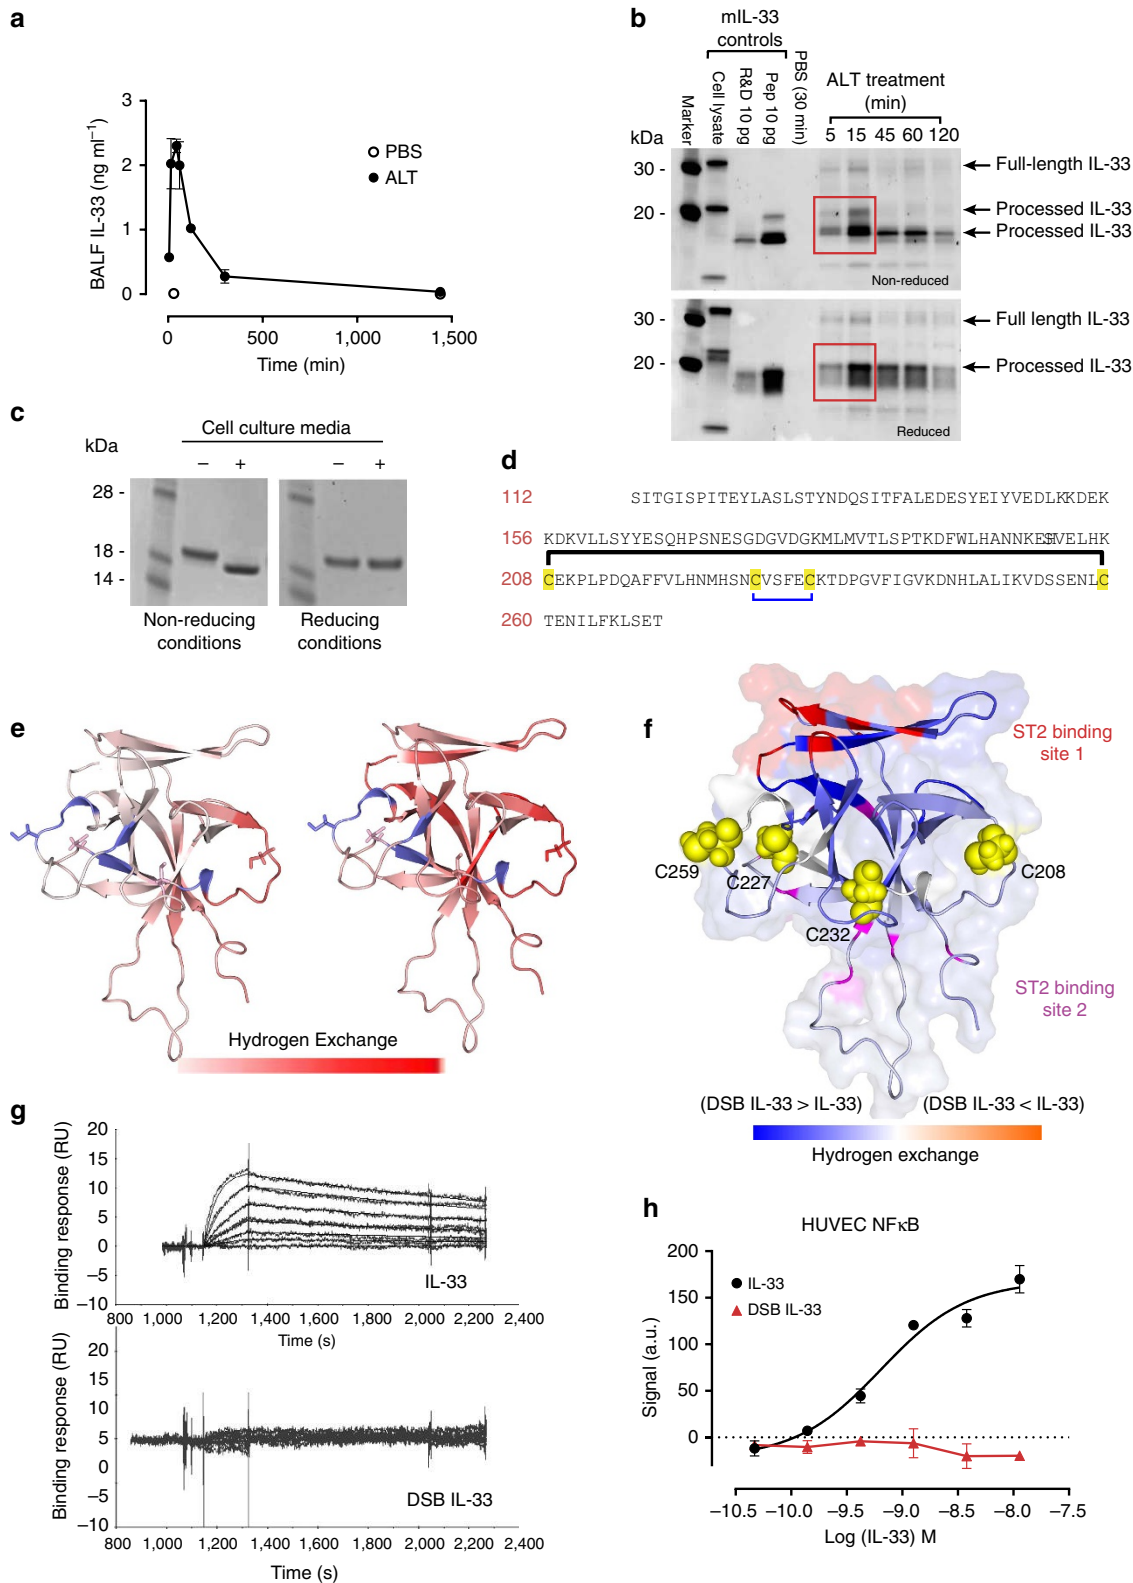 a
BALF IL-33 (ng ml⁻¹)
3
2
1
0
0
500
1,000
1,500
Time (min)
PBS
ALT
b
mIL-33
controls
kDa
Marker
Cell lysate
R&D 10 pg
Pep 10 pg
PBS (30 min)
ALT treatment
(min)
5 15 45 60 120
30 -
20 -
Full-length IL-33
Processed IL-33
Processed IL-33
Non-reduced
30 -
20 -
Full length IL-33
Processed IL-33
Reduced
c
Cell culture media
kDa
– + – +
28 -
18 -
14 -
Non-reducing
conditions
Reducing
conditions
d
112 SITGISPITEYLASLSTYNDQSITFALEDESYEIYVEDLKKDEK
156 KDKVLLSYYESQHPSNESGDGVDGKMLMVTLSPTKDFWLHANNKEHSVELHK
208 CEKPLPDQAFFVLHNMHSNCVSFECKTDPGVFIGVKDNHLALIKVDSSENLC
260 TENILFKLSET
e
Hydrogen Exchange
f
ST2 binding
site 1
C259
C227
C232
C208
ST2 binding
site 2
(DSB IL-33 > IL-33) (DSB IL-33 < IL-33)
Hydrogen exchange
g
Binding response (RU)
20
15
10
5
0
–5
–10
IL-33
800 1,000 1,200 1,400 1,600 1,800 2,000 2,200 2,400
Time (s)
Binding response (RU)
20
15
10
5
0
–5
–10
DSB IL-33
800 1,000 1,200 1,400 1,600 1,800 2,000 2,200 2,400
Time (s)
h
HUVEC NFκB
Signal (a.u.)
200
150
100
50
0
IL-33
DSB IL-33
–10.5 –10.0 –9.5 –9.0 –8.5 –8.0 –7.5
Log (IL-33) M